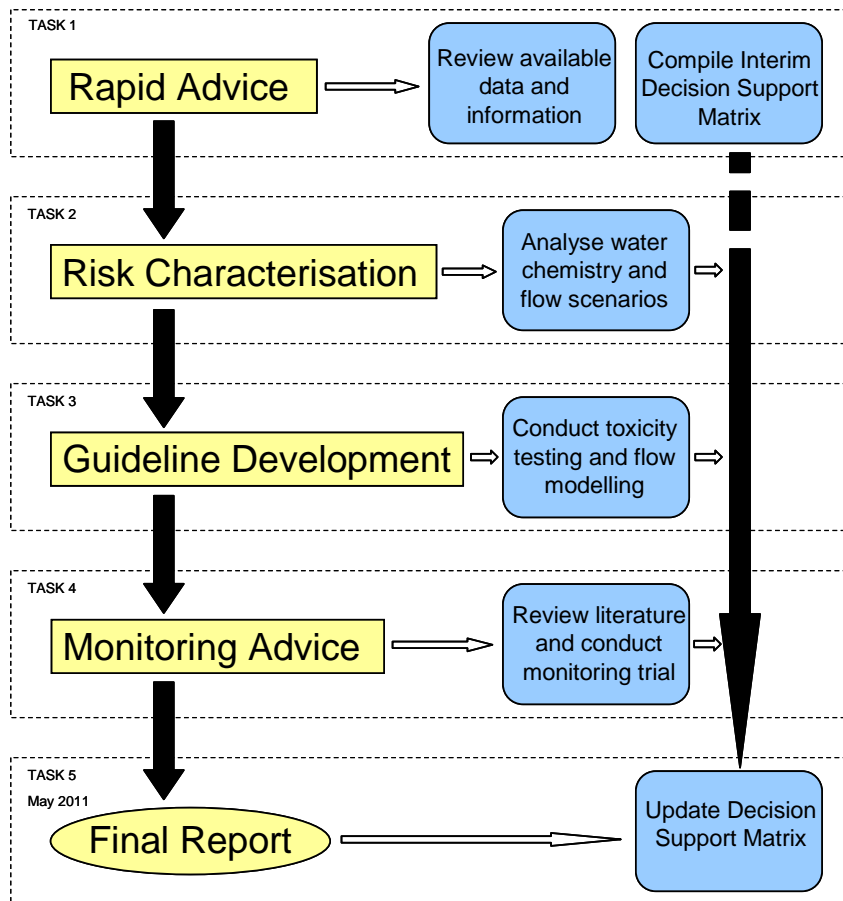 TASK 1
Rapid Advice
Review available
data and
information
Compile Interim
Decision Support
Matrix
TASK 2
Risk Characterisation
Analyse water
chemistry and
flow scenarios
TASK 3
Guideline Development
Conduct toxicity
testing and flow
modelling
TASK 4
Monitoring Advice
Review literature
and conduct
monitoring trial
TASK 5
May 2011
Final Report
Update Decision
Support Matrix